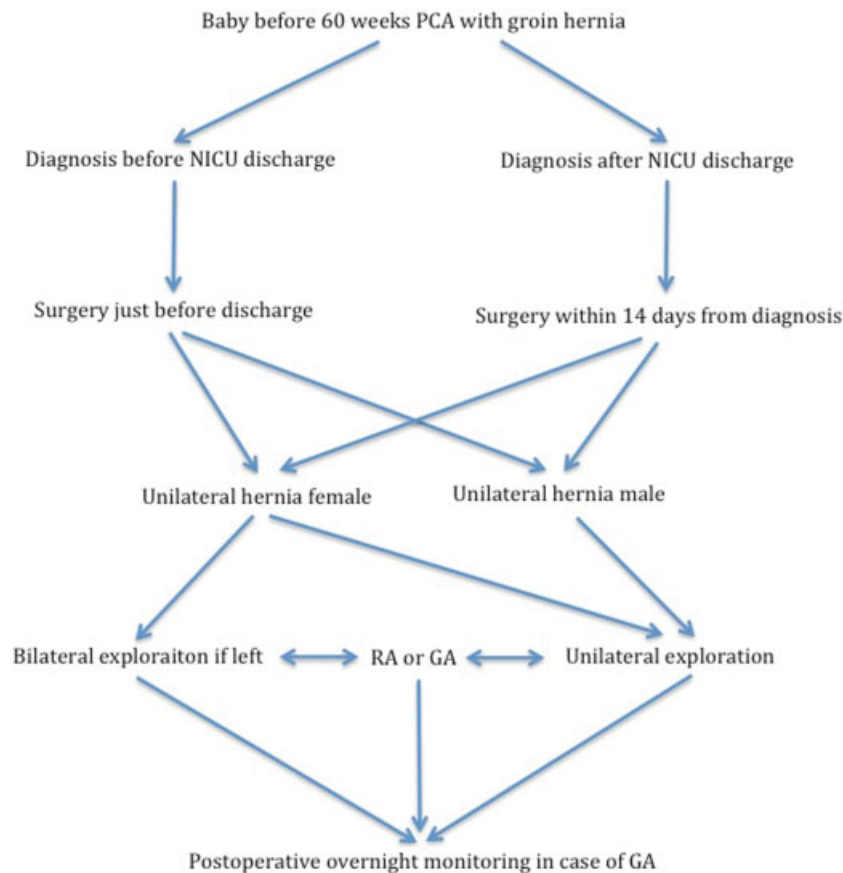 Baby before 60 weeks PCA with groin hernia
Diagnosis before NICU discharge
Diagnosis after NICU discharge
Surgery just before discharge
Surgery within 14 days from diagnosis
Unilateral hernia female
Unilateral hernia male
Bilateral exploraiton if left
RA or GA
Unilateral exploration
Postoperative overnight monitoring in case of GA